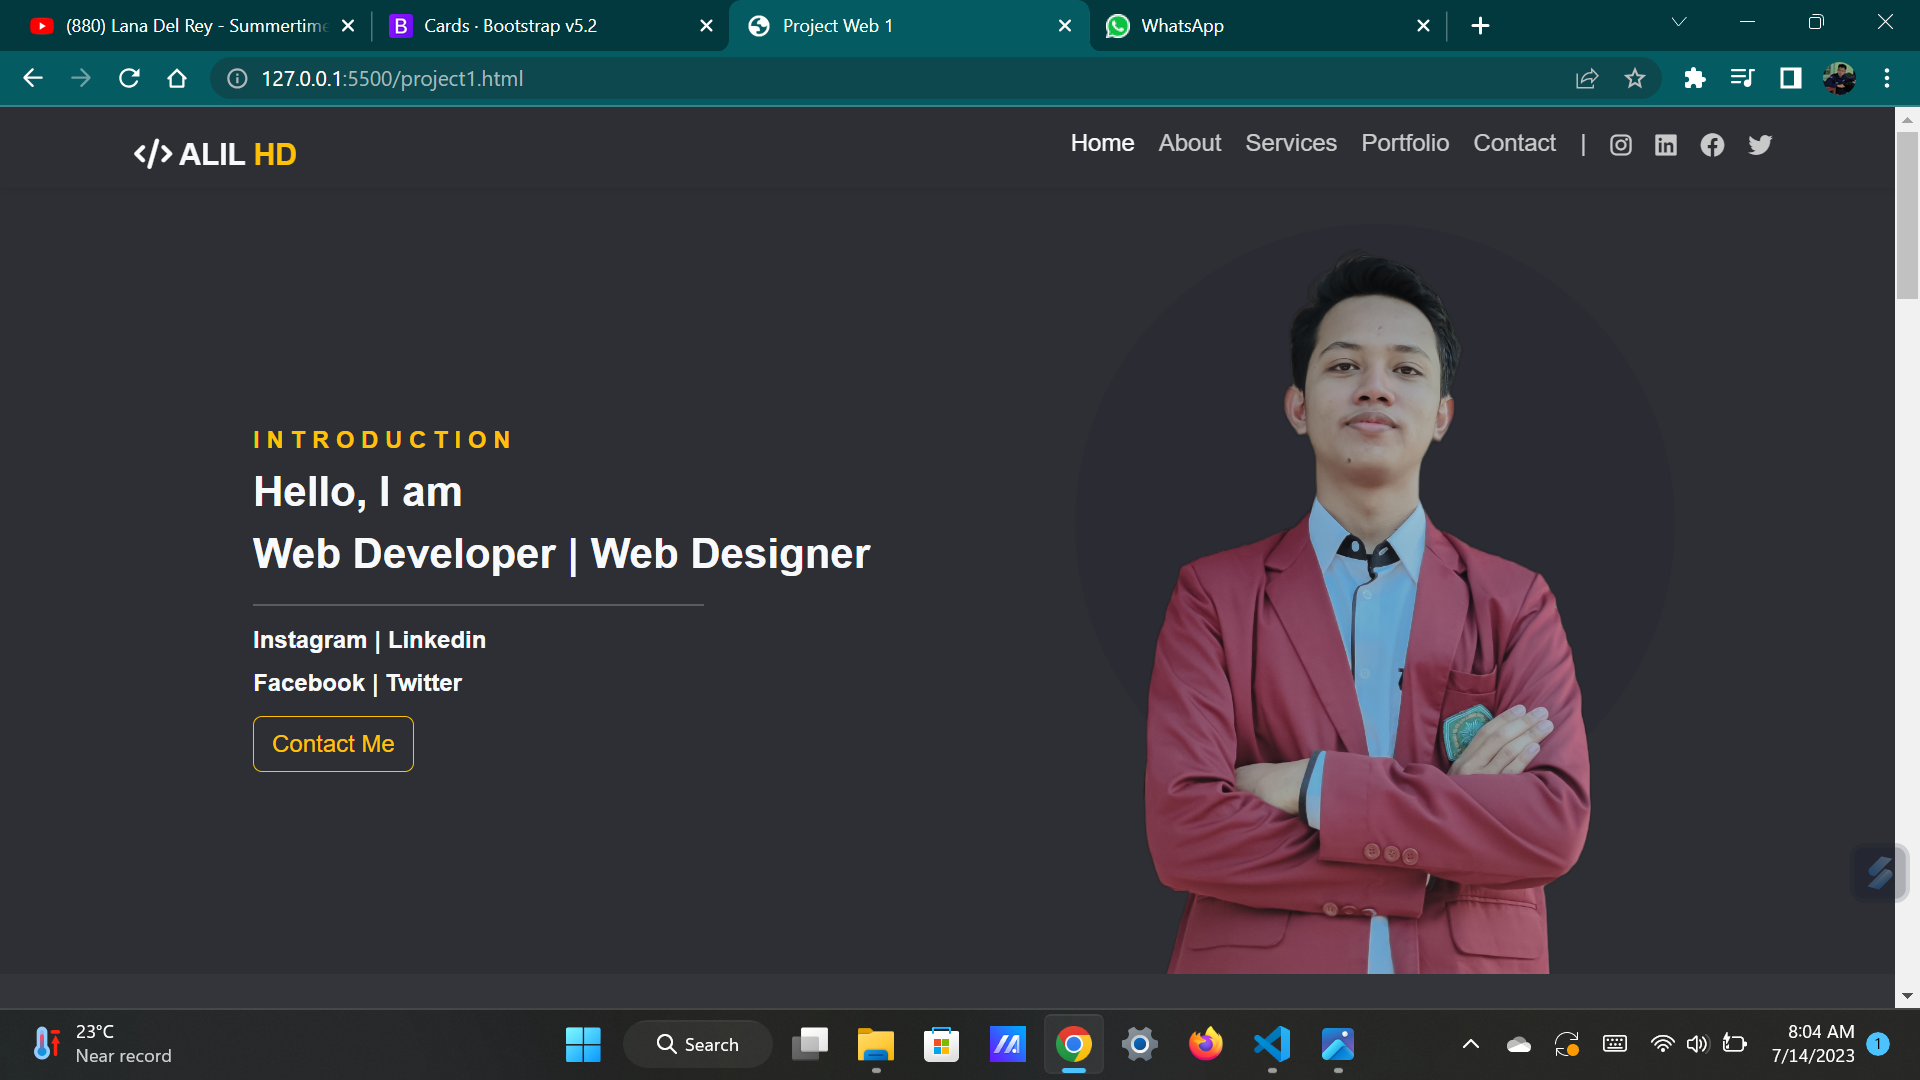 (880) Lana Del Rey - Summertime
Cards · Bootstrap v5.2
Project Web 1
WhatsApp
127.0.0.1:5500/project1.html
</> ALIL HD
Home About Services Portfolio Contact |
INTRODUCTION
Hello, I am
Web Developer | Web Designer
Instagram | Linkedin
Facebook | Twitter
Contact Me
23°C
Near record
Search
8:04 AM
7/14/2023
1